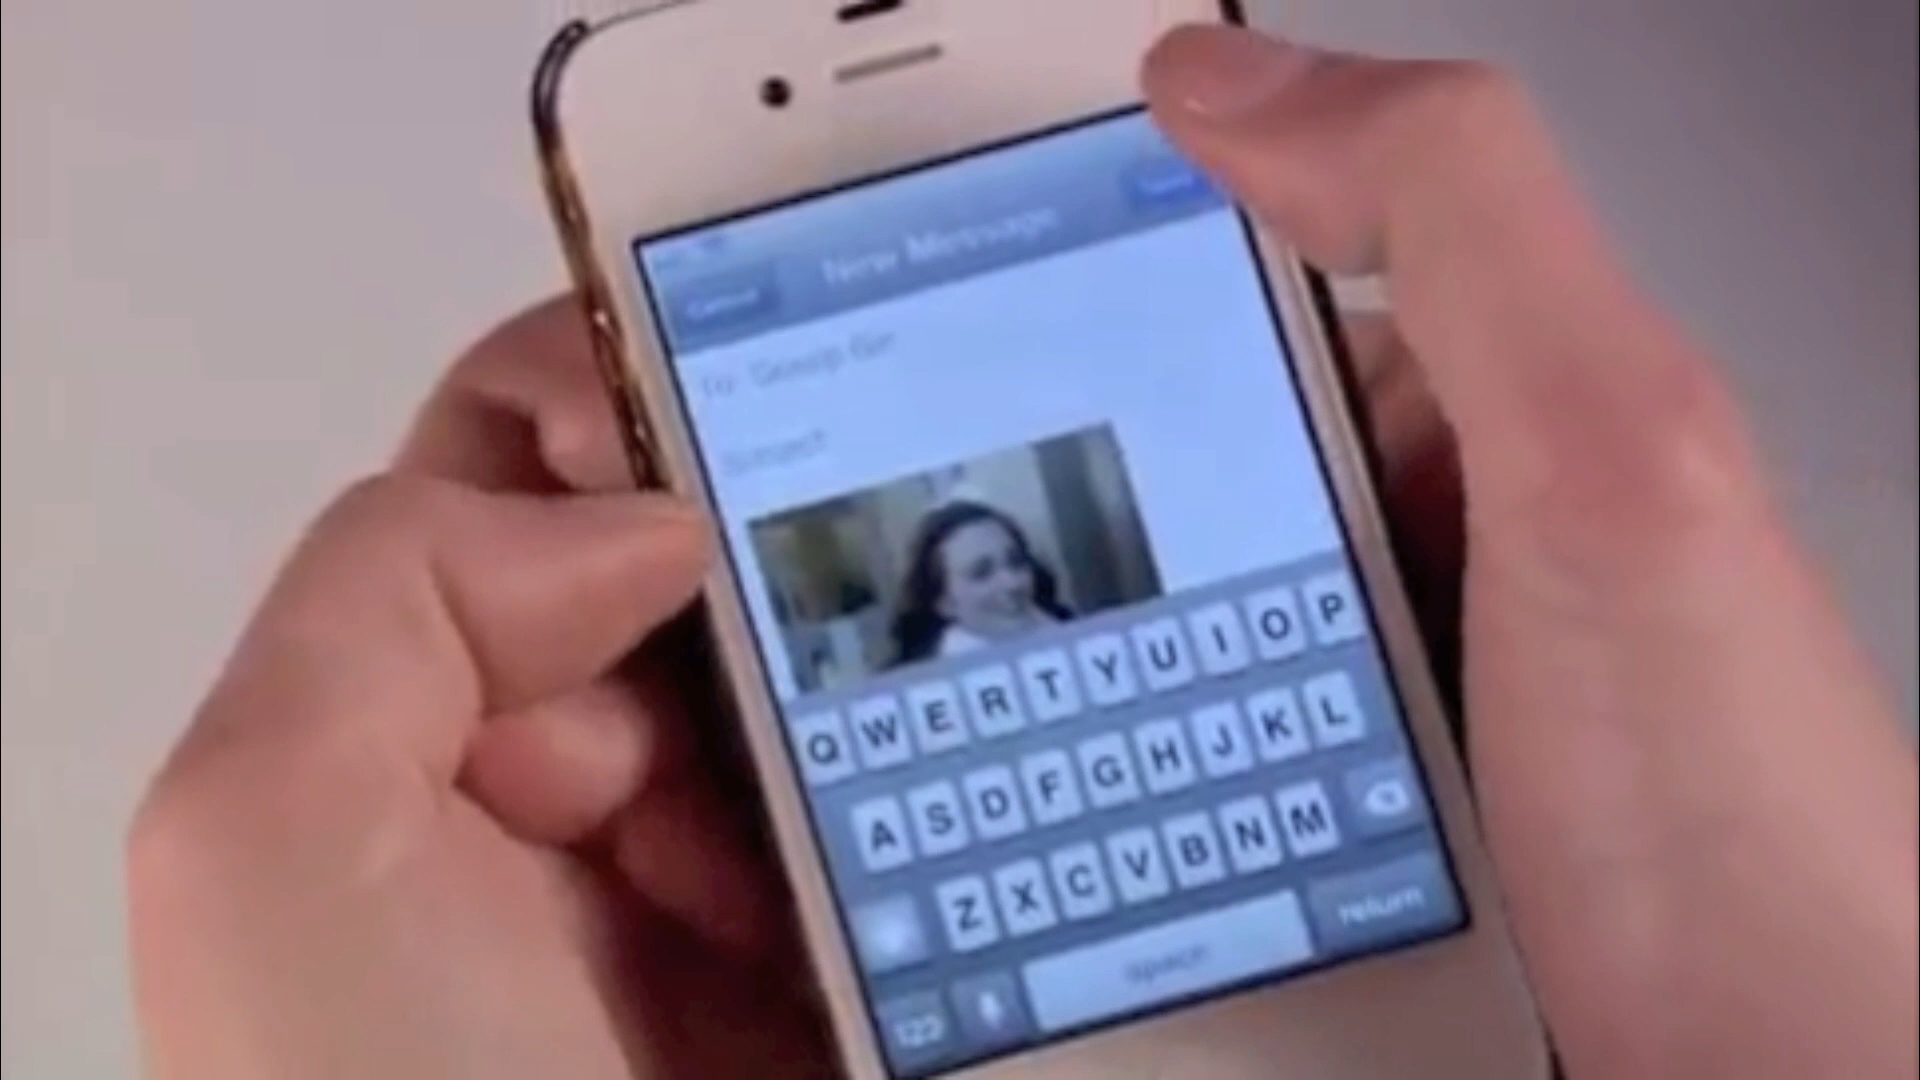 Cancel New Message Send
To: Gossip Girl
Subject
Q W E R T Y U I O P
A S D F G H J K L
Z X C V B N M
123 space return